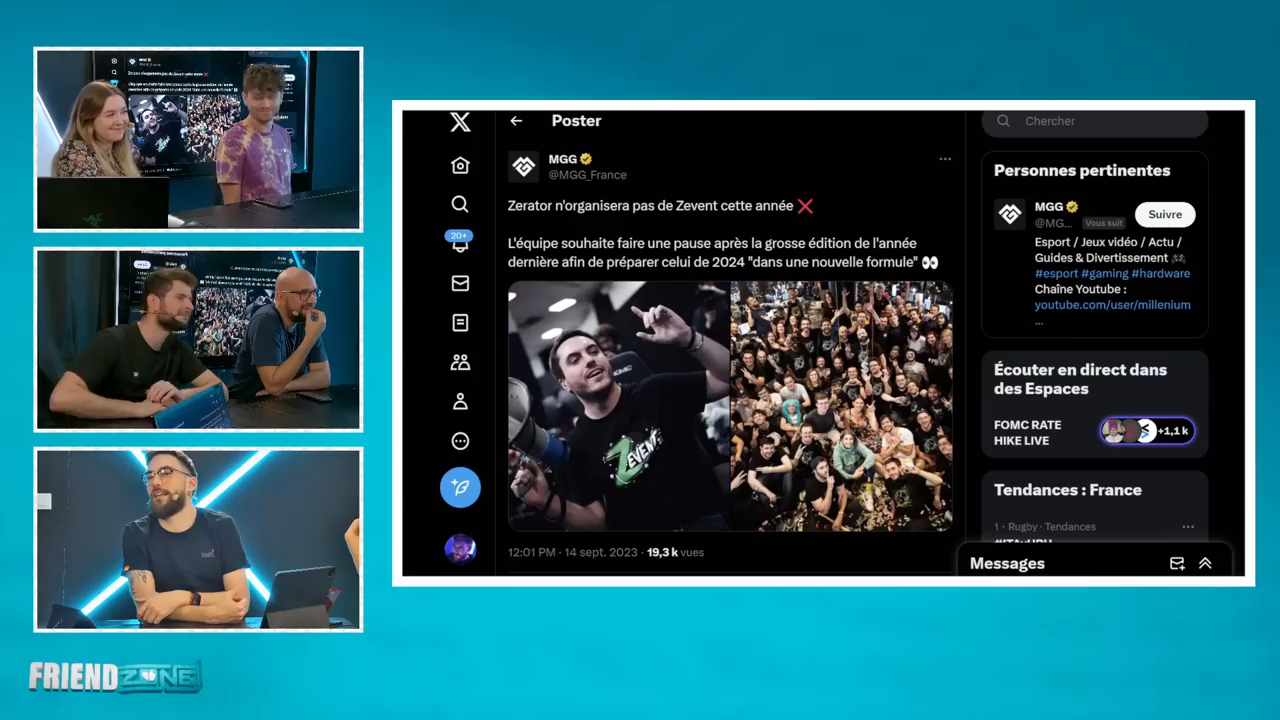 Poster
Chercher
MGG
@MGG_France
Zerator n'organisera pas de Zevent cette année ❌
L'équipe souhaite faire une pause après la grosse édition de l'année
dernière afin de préparer celui de 2024 "dans une nouvelle formule" 👀
ZEVENT
12:01 PM · 14 sept. 2023 · 19,3 k vues
20+
Personnes pertinentes
MGG
@MG...
Vous suit
Suivre
Esport / Jeux vidéo / Actu /
Guides & Divertissement 🎮
#esport #gaming #hardware
Chaîne Youtube :
youtube.com/user/millenium
...
Écouter en direct dans
des Espaces
FOMC RATE
HIKE LIVE
+1,1 k
Tendances : France
1 · Rugby · Tendances
Messages
FRIENDZONE